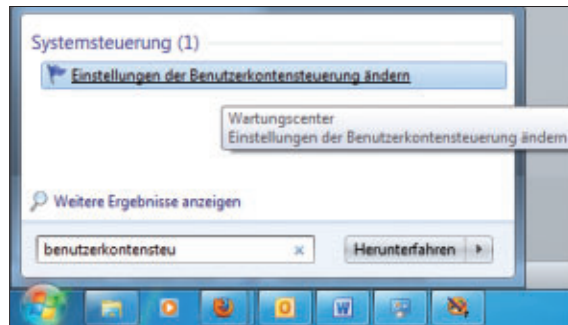 Systemsteuerung (1)
Einstellungen der Benutzerkontensteuerung ändern
Wartungscenter
Einstellungen der Benutzerkontensteuerung ändern
Weitere Ergebnisse anzeigen
benutzerkontensteu
Herunterfahren